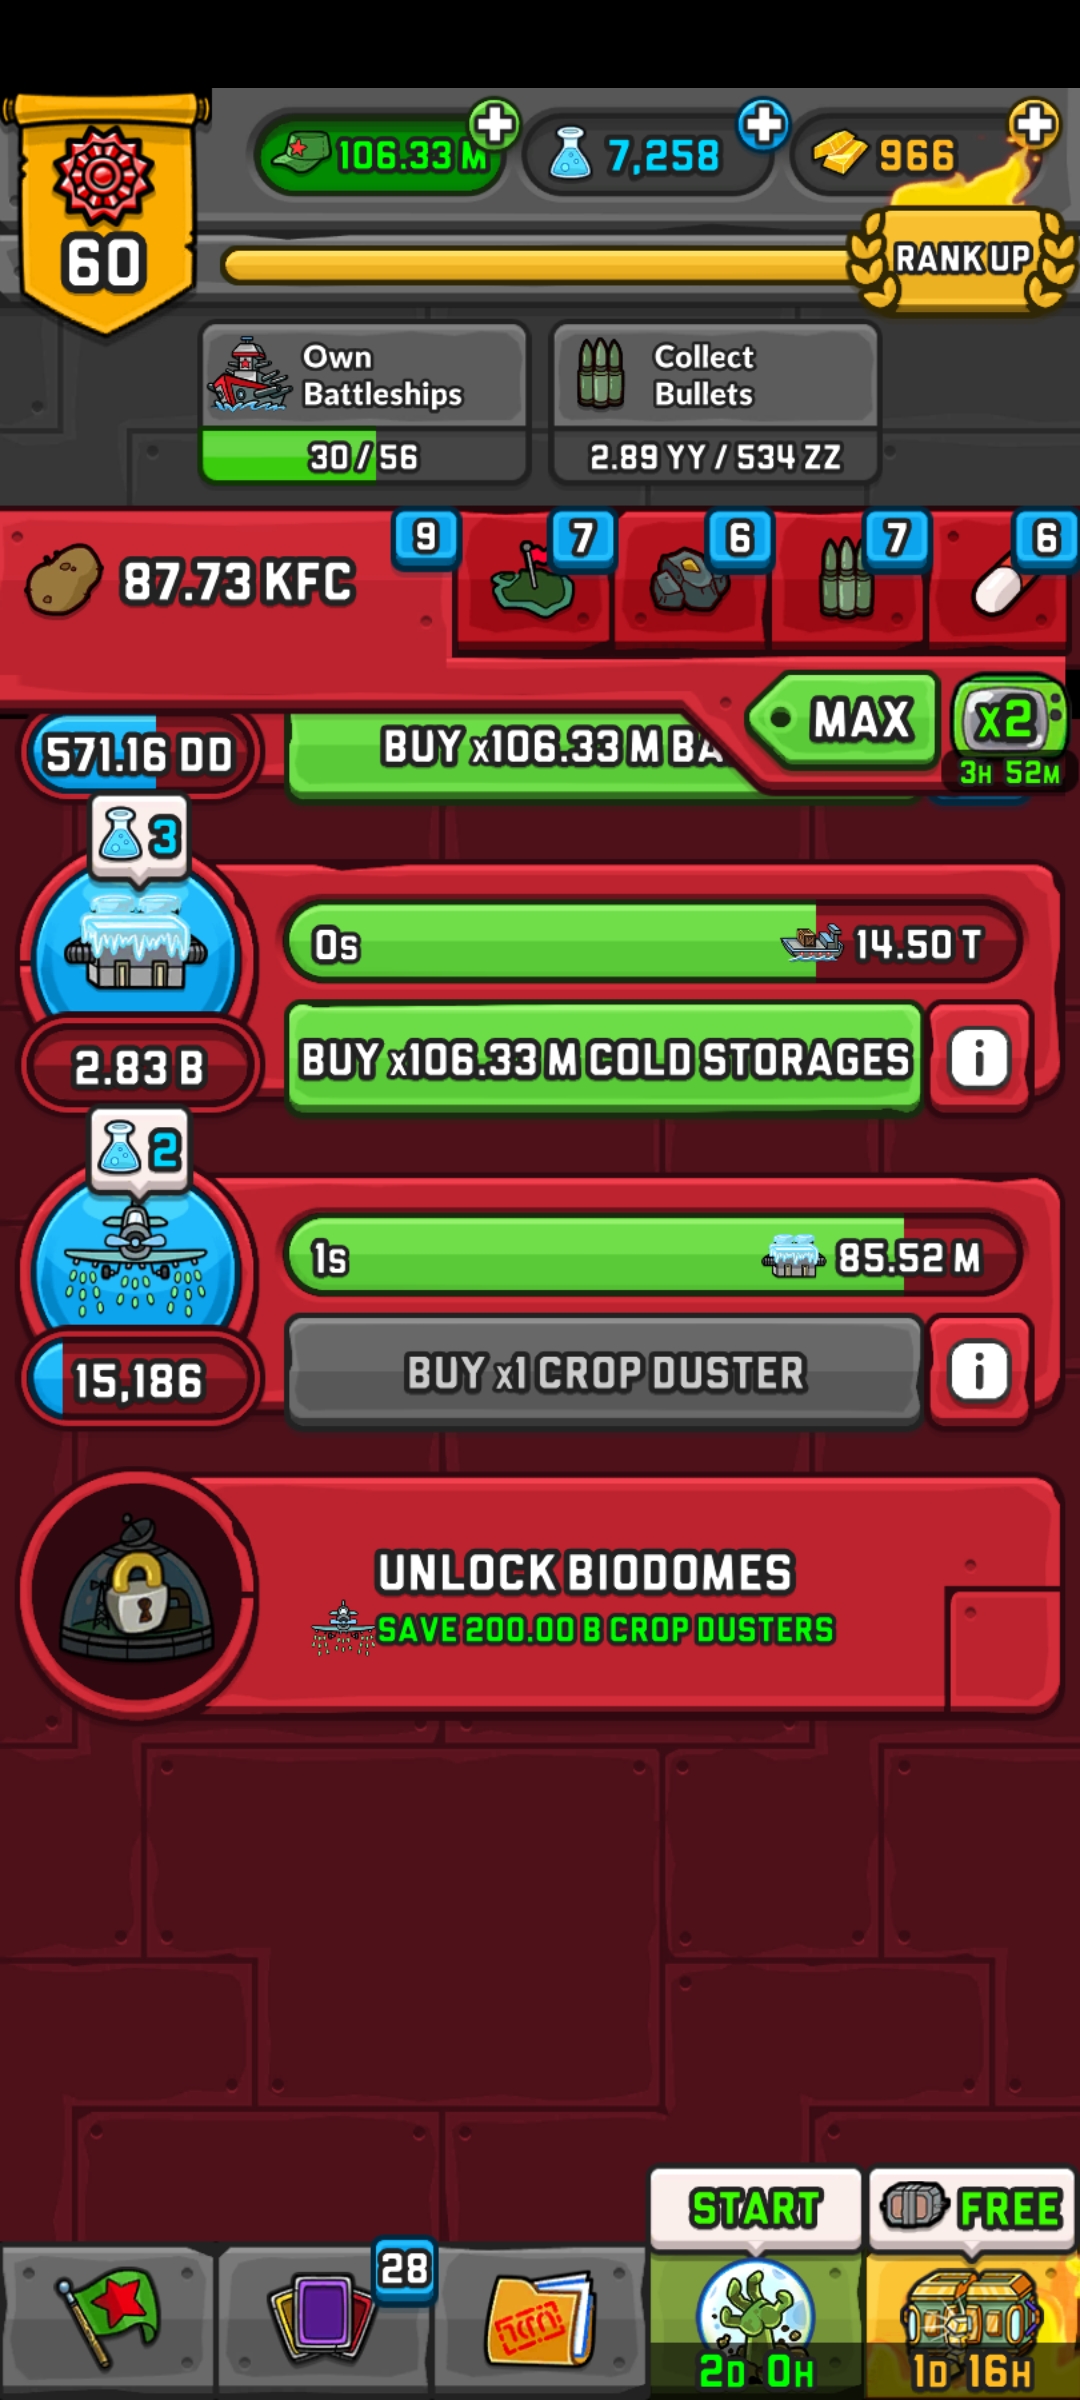 106.33 M
7,258
966
60
RANK UP
Own
Battleships
30 / 56
Collect
Bullets
2.89 YY / 534 ZZ
87.73 KFC
9
7
6
7
6
MAX
x2
3H 52M
571.16 DD
BUY x106.33 M BA
3
0s
14.50 T
2.83 B
BUY x106.33 M COLD STORAGES
i
2
1s
85.52 M
15,186
BUY x1 CROP DUSTER
i
UNLOCK BIODOMES
SAVE 200.00 B CROP DUSTERS
START
FREE
28
2D 0H
1D 16H